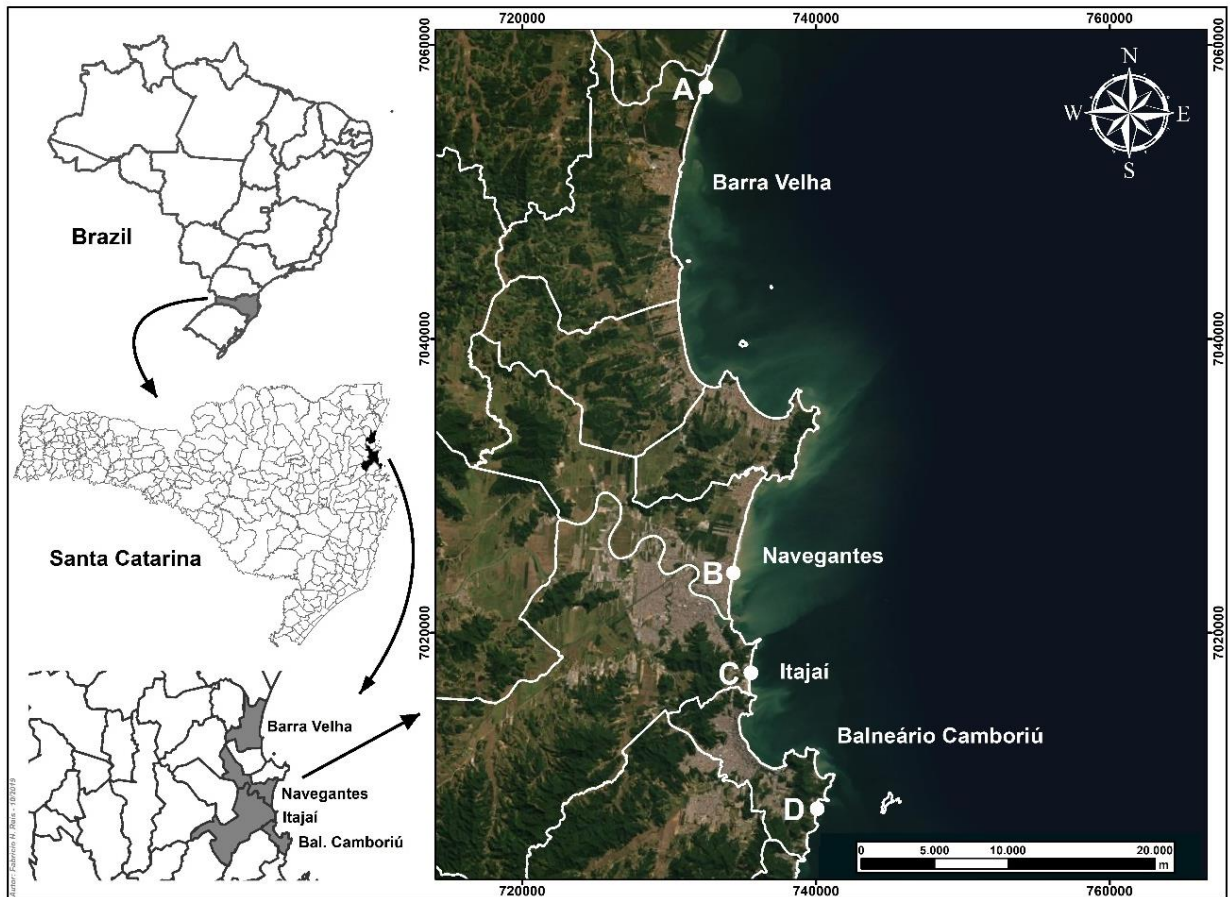 720000
740000
760000
7060000
7060000
N
W
E
S
A
Brazil
Barra Velha
7040000
7040000
Santa Catarina
Navegantes
B
7020000
7020000
C
Itajaí
Barra Velha
Balneário Camboriú
Navegantes
Itajaí
Bal. Camboriú
D
0
5.000
10.000
20.000
m
720000
740000
760000